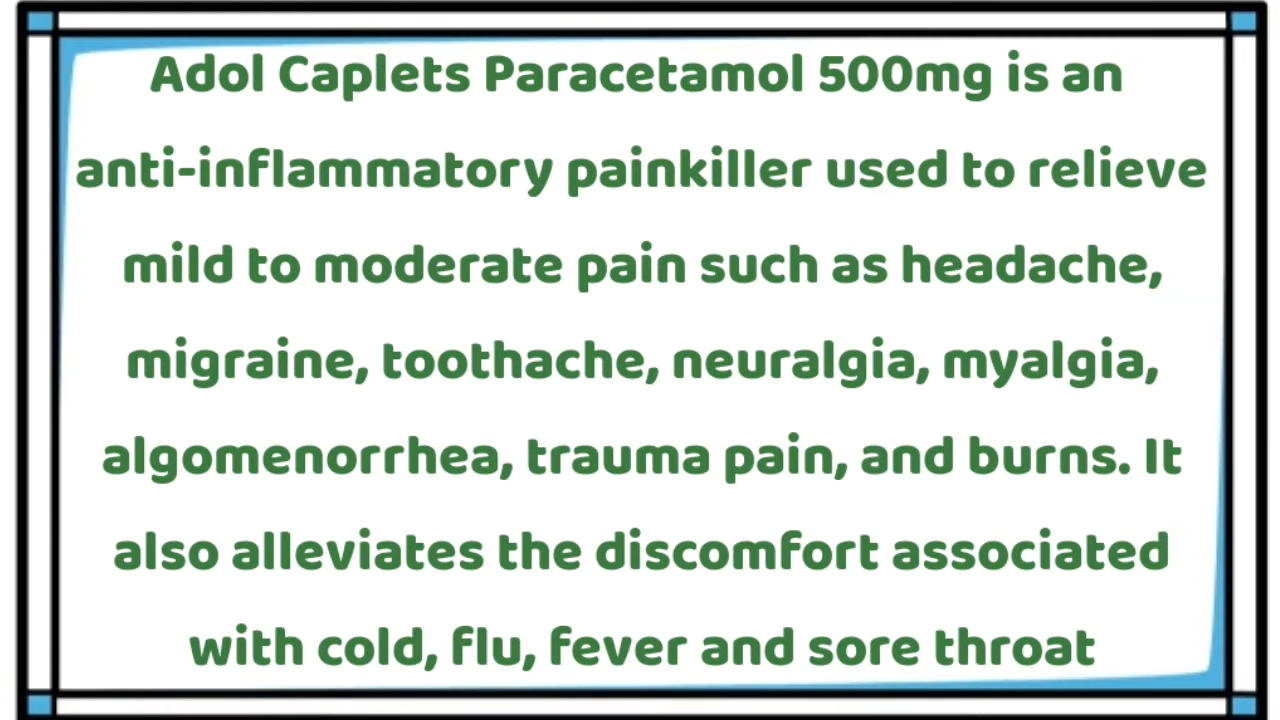 Adol Caplets Paracetamol 500mg is an
anti-inflammatory painkiller used to relieve
mild to moderate pain such as headache,
migraine, toothache, neuralgia, myalgia,
algomenorrhea, trauma pain, and burns. It
also alleviates the discomfort associated
with cold, flu, fever and sore throat